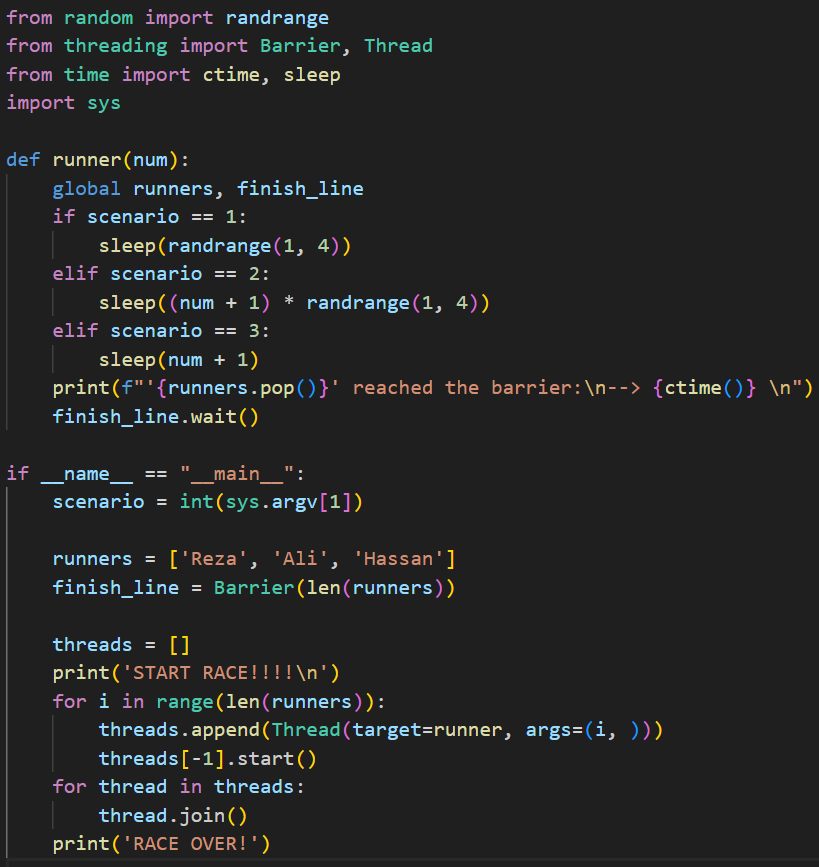 from random import randrange
from threading import Barrier, Thread
from time import ctime, sleep
import sys

def runner(num):
    global runners, finish_line
    if scenario == 1:
        sleep(randrange(1, 4))
    elif scenario == 2:
        sleep((num + 1) * randrange(1, 4))
    elif scenario == 3:
        sleep(num + 1)
    print(f"'{runners.pop()}' reached the barrier:\n--> {ctime()} \n")
    finish_line.wait()

if __name__ == "__main__":
    scenario = int(sys.argv[1])

    runners = ['Reza', 'Ali', 'Hassan']
    finish_line = Barrier(len(runners))

    threads = []
    print('START RACE!!!!\n')
    for i in range(len(runners)):
        threads.append(Thread(target=runner, args=(i, )))
        threads[-1].start()
    for thread in threads:
        thread.join()
    print('RACE OVER!')